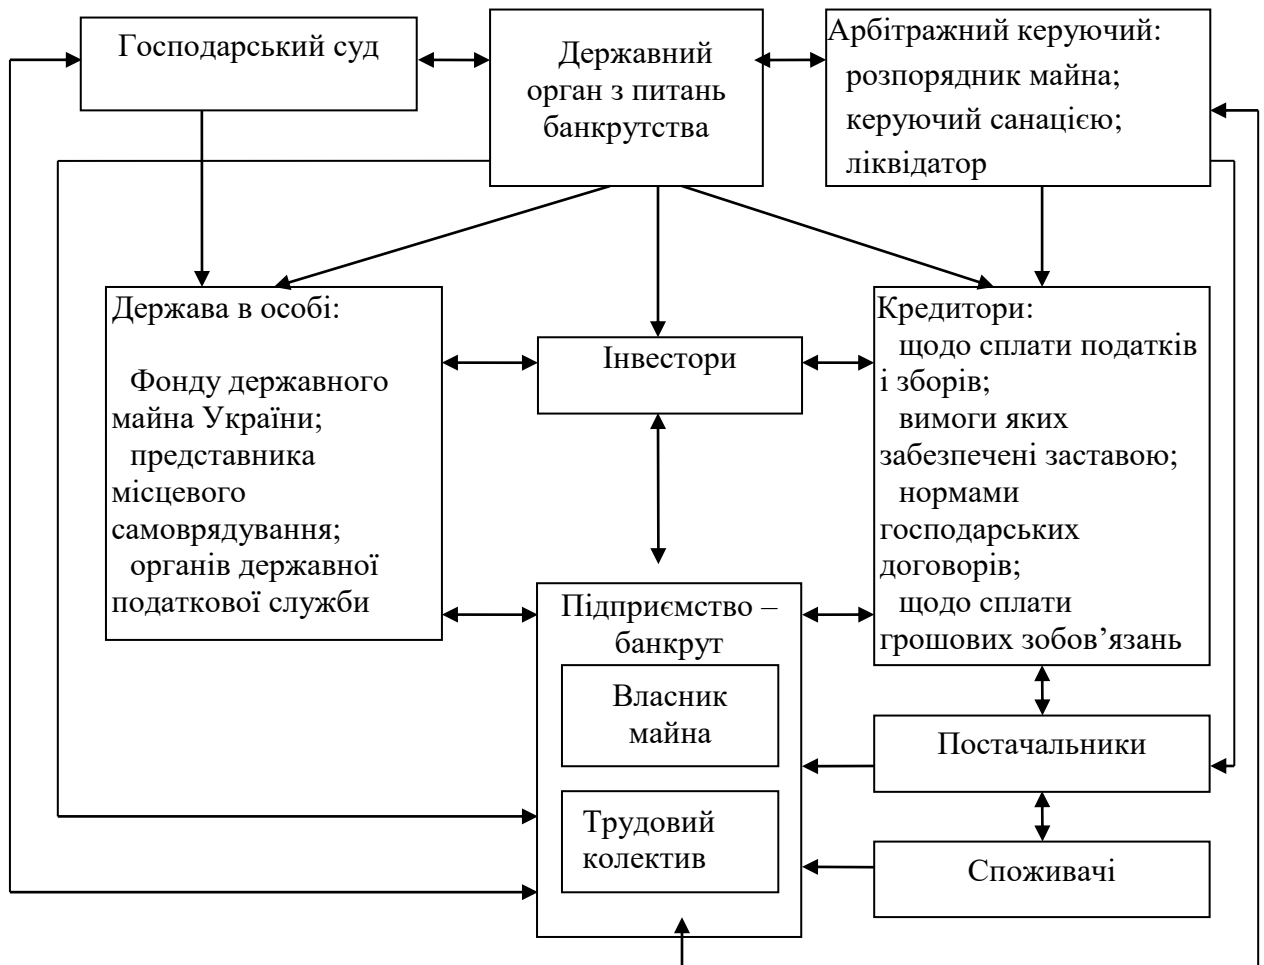 Господарський суд
Державний
орган з питань
банкрутства
Арбітражний керуючий:
розпорядник майна;
керуючий санацією;
ліквідатор
Держава в особі:
Фонду державного
майна України;
представника
місцевого
самоврядування;
органів державної
податкової служби
Інвестори
Кредитори:
щодо сплати податків
і зборів;
вимоги яких
забезпечені заставою;
нормами
господарських
договорів;
щодо сплати
грошових зобов’язань
Підприємство –
банкрут
Власник
майна
Трудовий
колектив
Постачальники
Споживачі